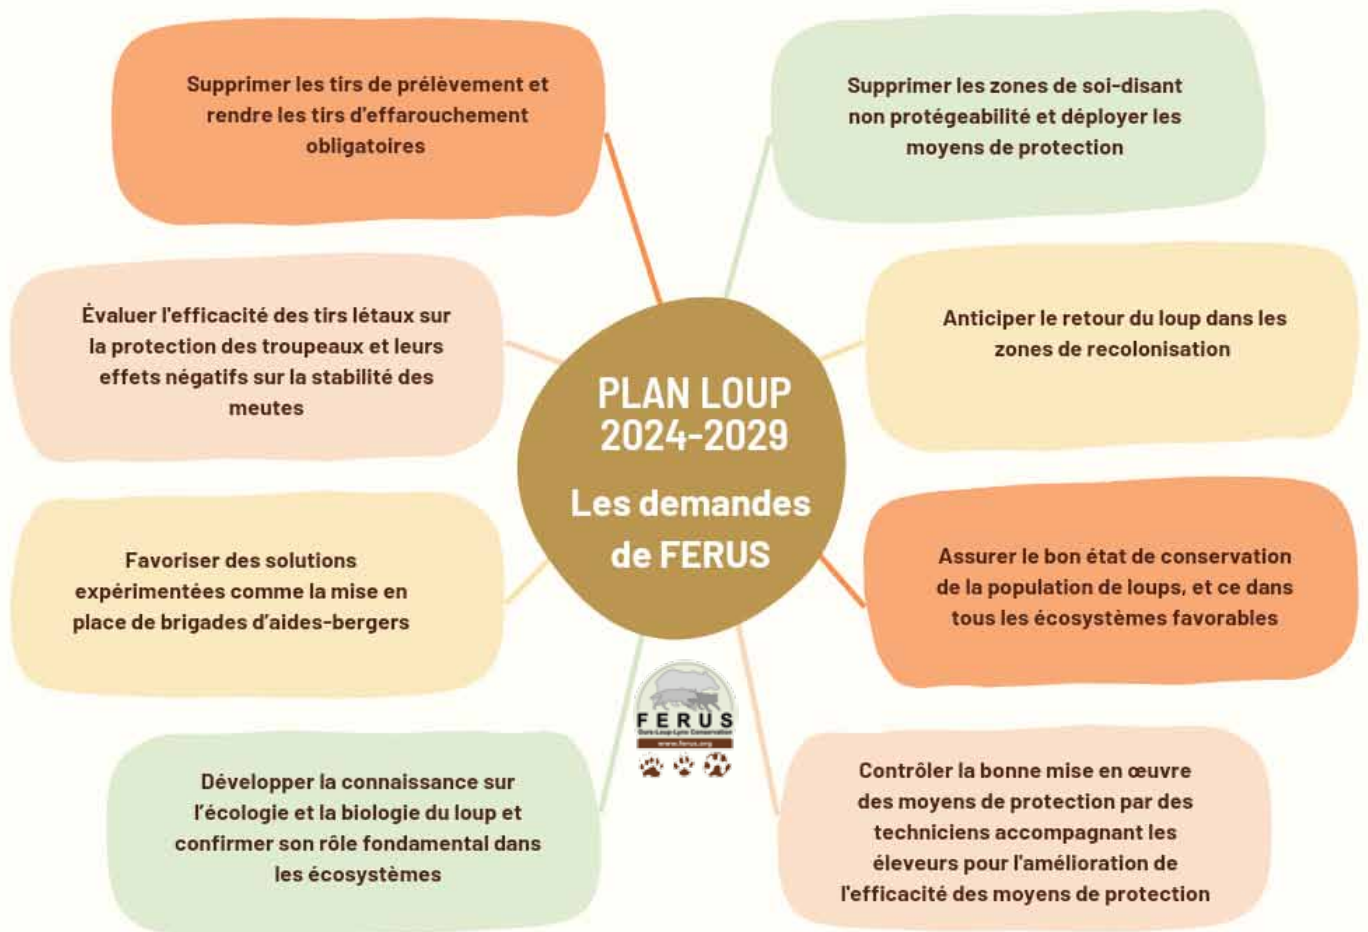 Supprimer les tirs de prélèvement et
rendre les tirs d'effarouchement
obligatoires
Supprimer les zones de soi-disant
non protégeabilité et déployer les
moyens de protection
Évaluer l'efficacité des tirs létaux sur
la protection des troupeaux et leurs
effets négatifs sur la stabilité des
meutes
Anticiper le retour du loup dans les
zones de recolonisation
PLAN LOUP
2024-2029
Les demandes
de FERUS
Favoriser des solutions
expérimentées comme la mise en
place de brigades d'aides-bergers
Assurer le bon état de conservation
de la population de loups, et ce dans
tous les écosystèmes favorables
FERUS
Ours-Loup-Lynx Conservation
www.ferus.org
Développer la connaissance sur
l'écologie et la biologie du loup et
confirmer son rôle fondamental dans
les écosystèmes
Contrôler la bonne mise en œuvre
des moyens de protection par des
techniciens accompagnant les
éleveurs pour l'amélioration de
l'efficacité des moyens de protection